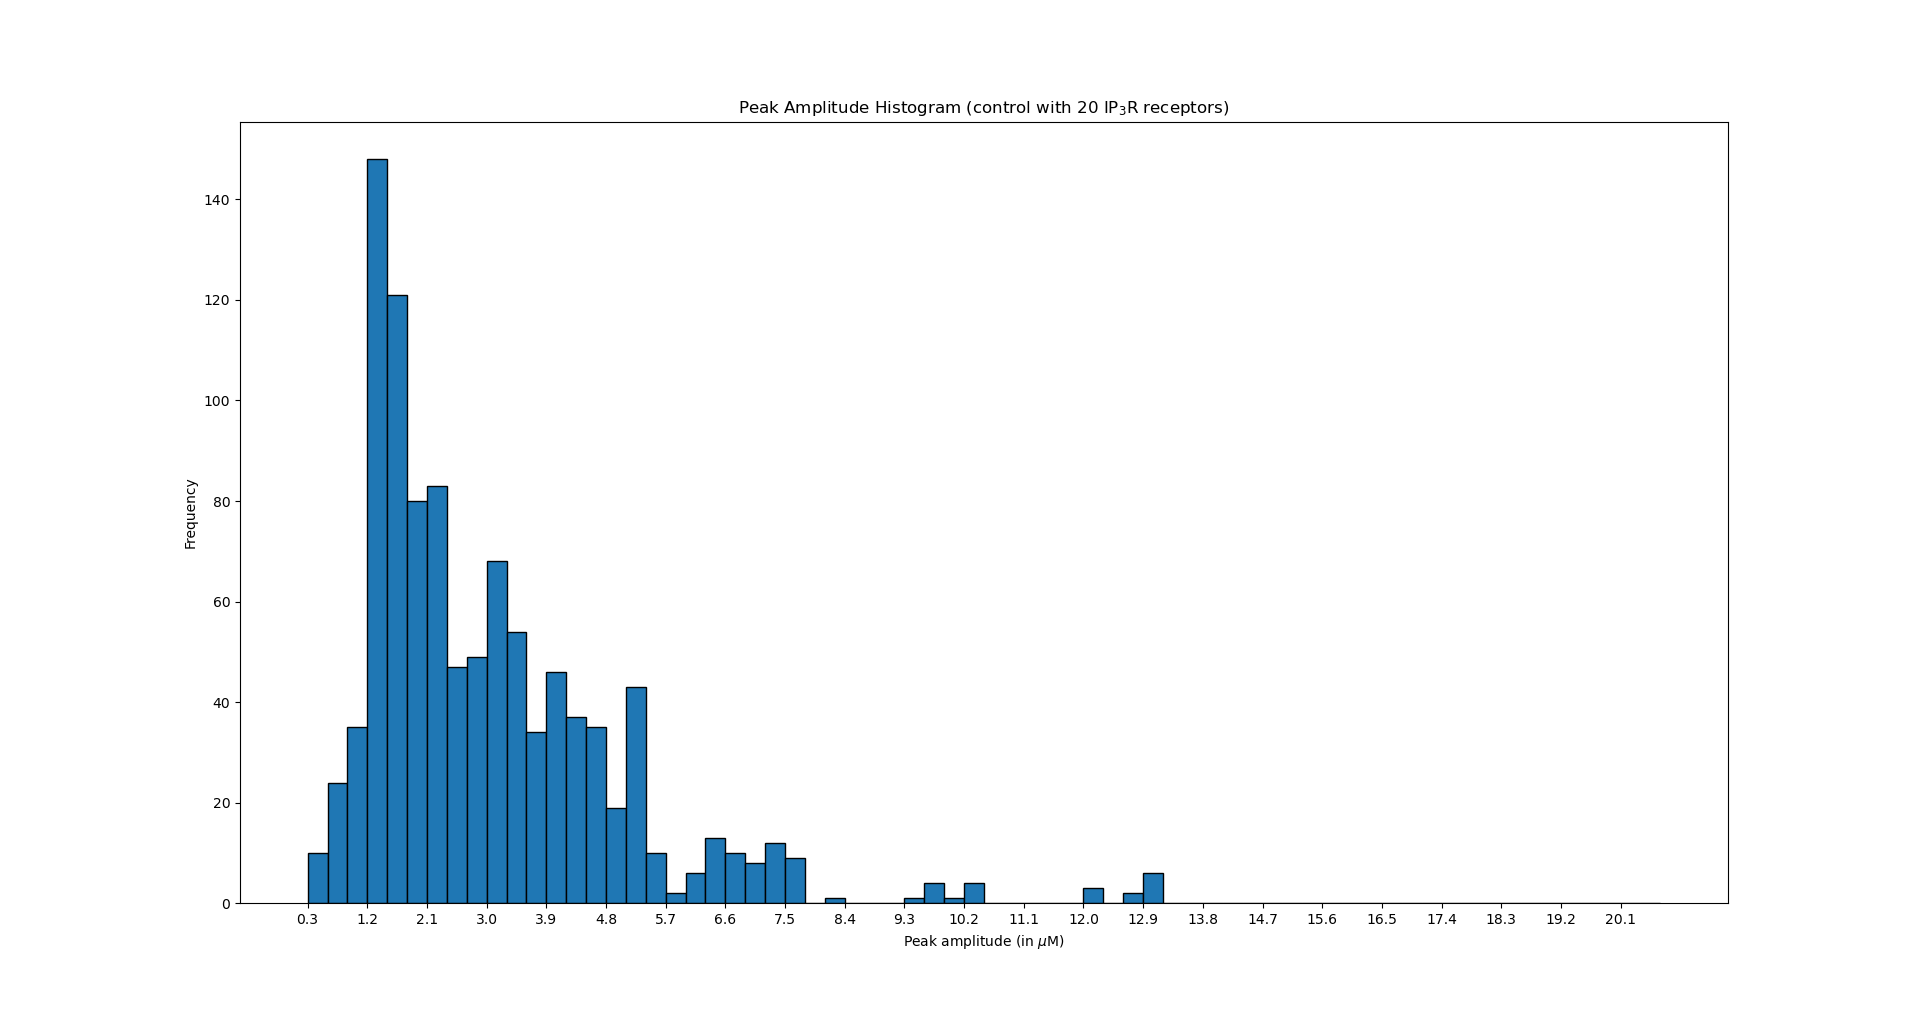 Peak Amplitude Histogram (control with 20 IP₃R receptors)
140
120
100
80
60
40
20
0
Frequency
0.3 1.2 2.1 3.0 3.9 4.8 5.7 6.6 7.5 8.4 9.3 10.2 11.1 12.0 12.9 13.8 14.7 15.6 16.5 17.4 18.3 19.2 20.1
Peak amplitude (in μM)